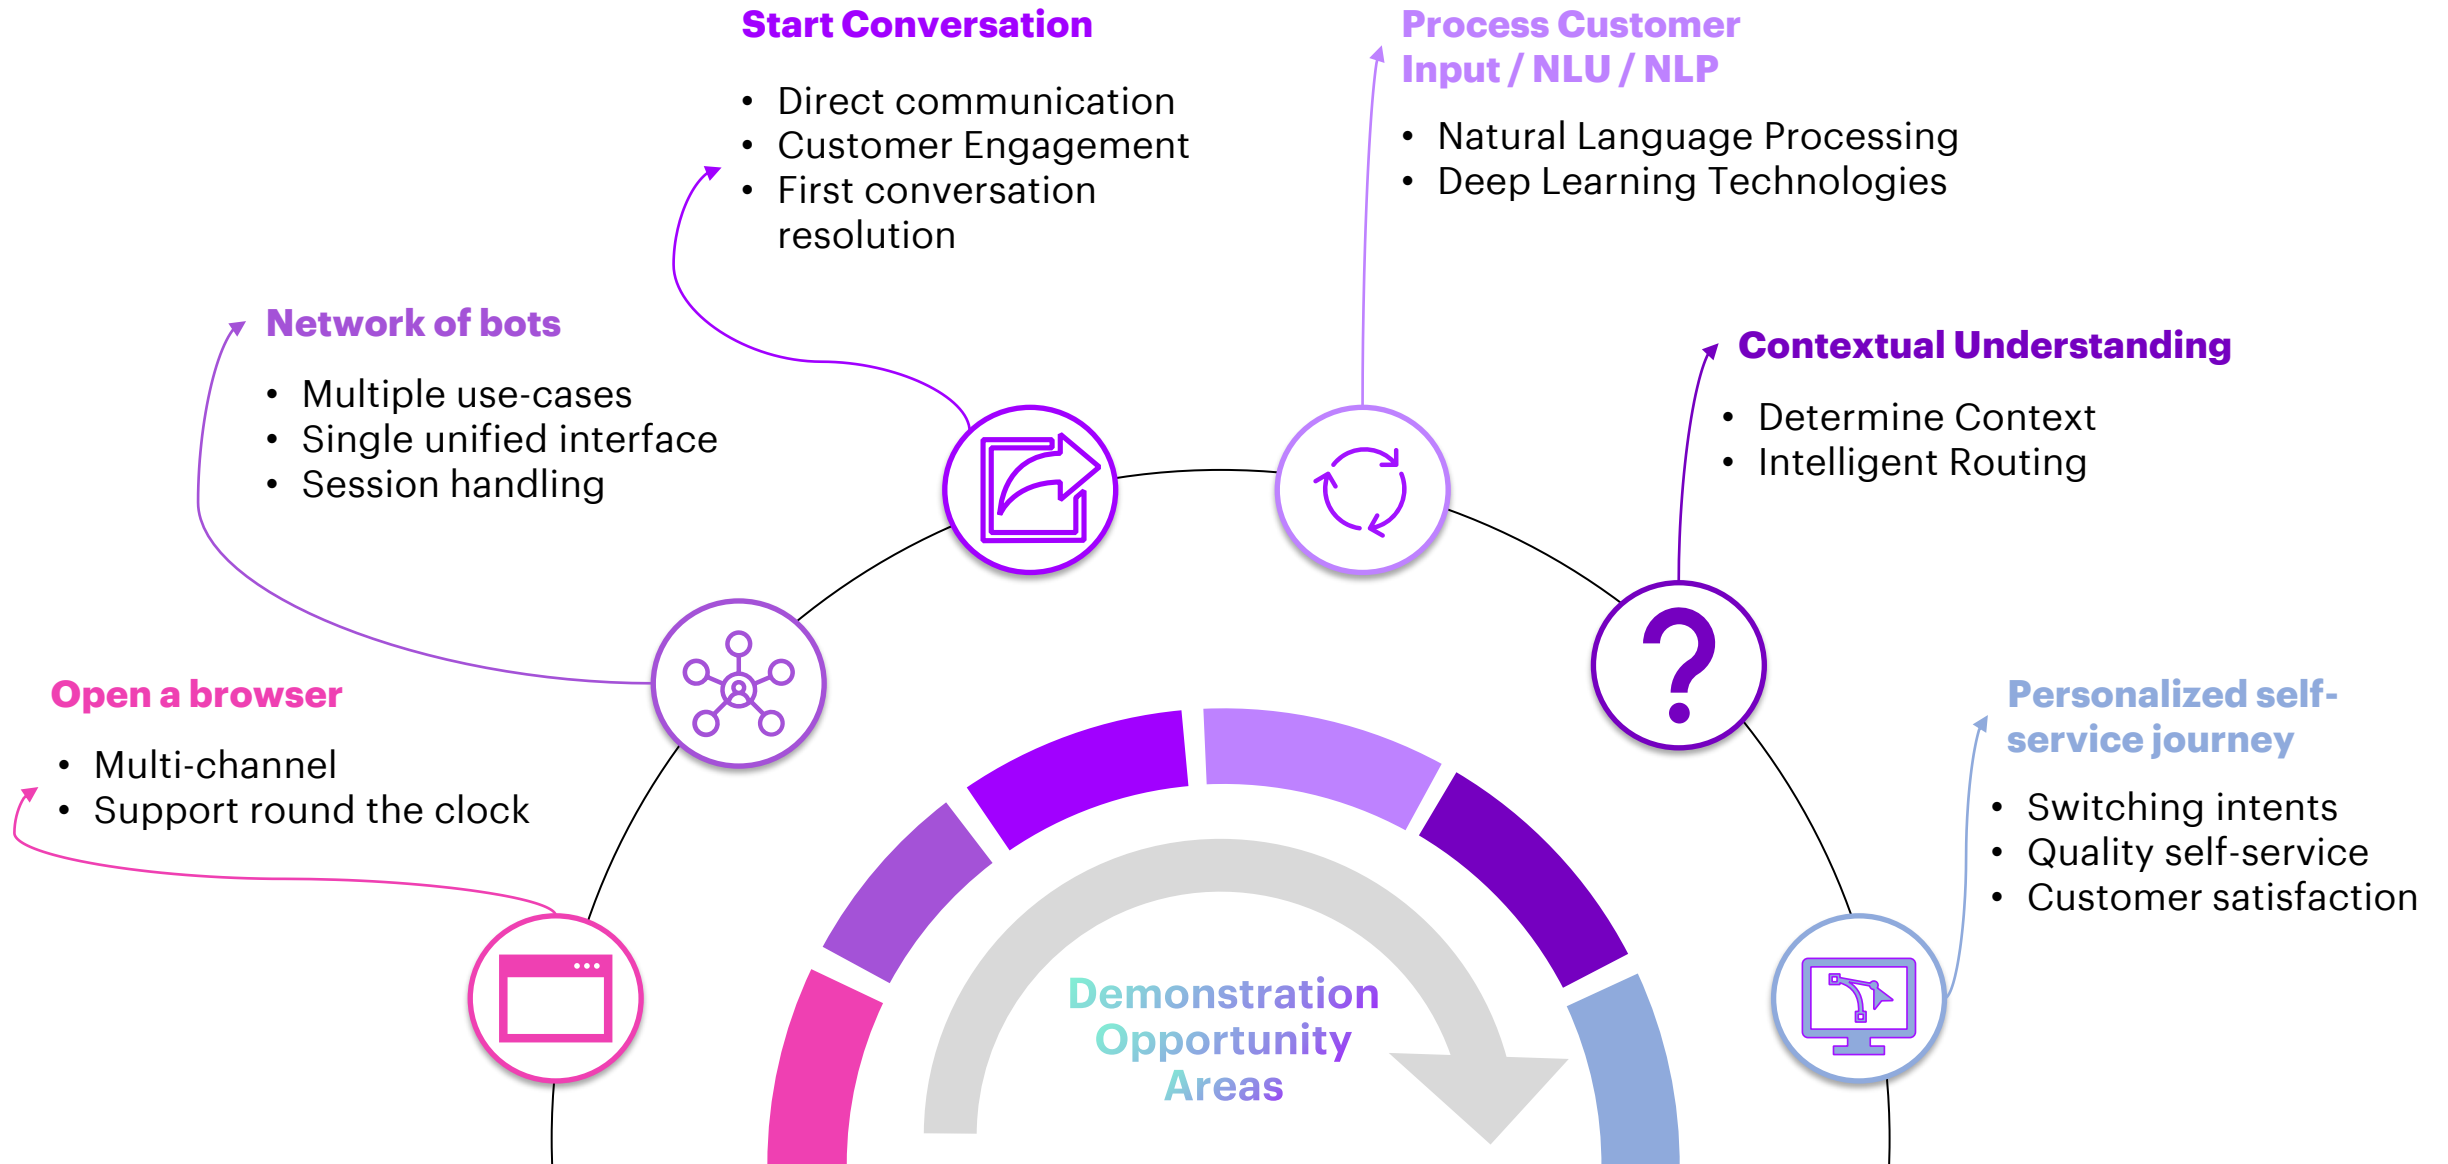 Start Conversation
• Direct communication
• Customer Engagement
• First conversation
resolution
Process Customer
Input / NLU / NLP
• Natural Language Processing
• Deep Learning Technologies
Network of bots
• Multiple use-cases
• Single unified interface
• Session handling
Contextual Understanding
• Determine Context
• Intelligent Routing
Open a browser
• Multi-channel
• Support round the clock
Personalized self-
service journey
• Switching intents
• Quality self-service
• Customer satisfaction
Demonstration
Opportunity
Areas